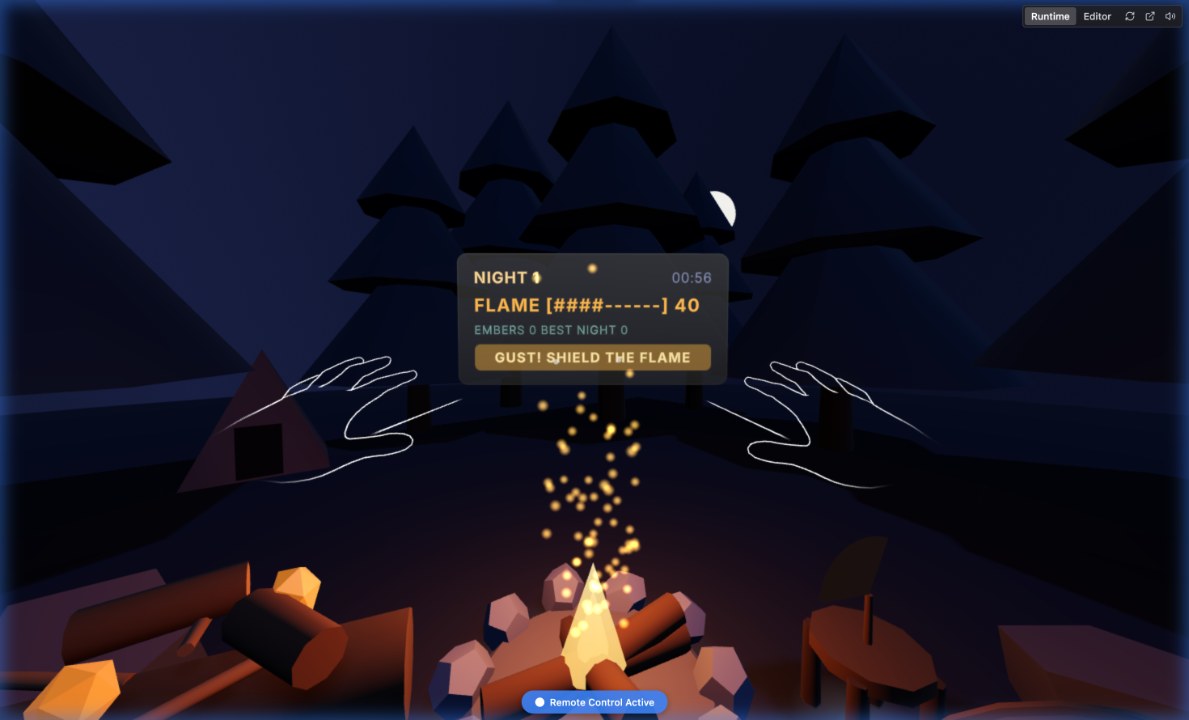 Runtime Editor
NIGHT 1 00:56
FLAME [####------] 40
EMBERS 0 BEST NIGHT 0
GUST! SHIELD THE FLAME
Remote Control Active